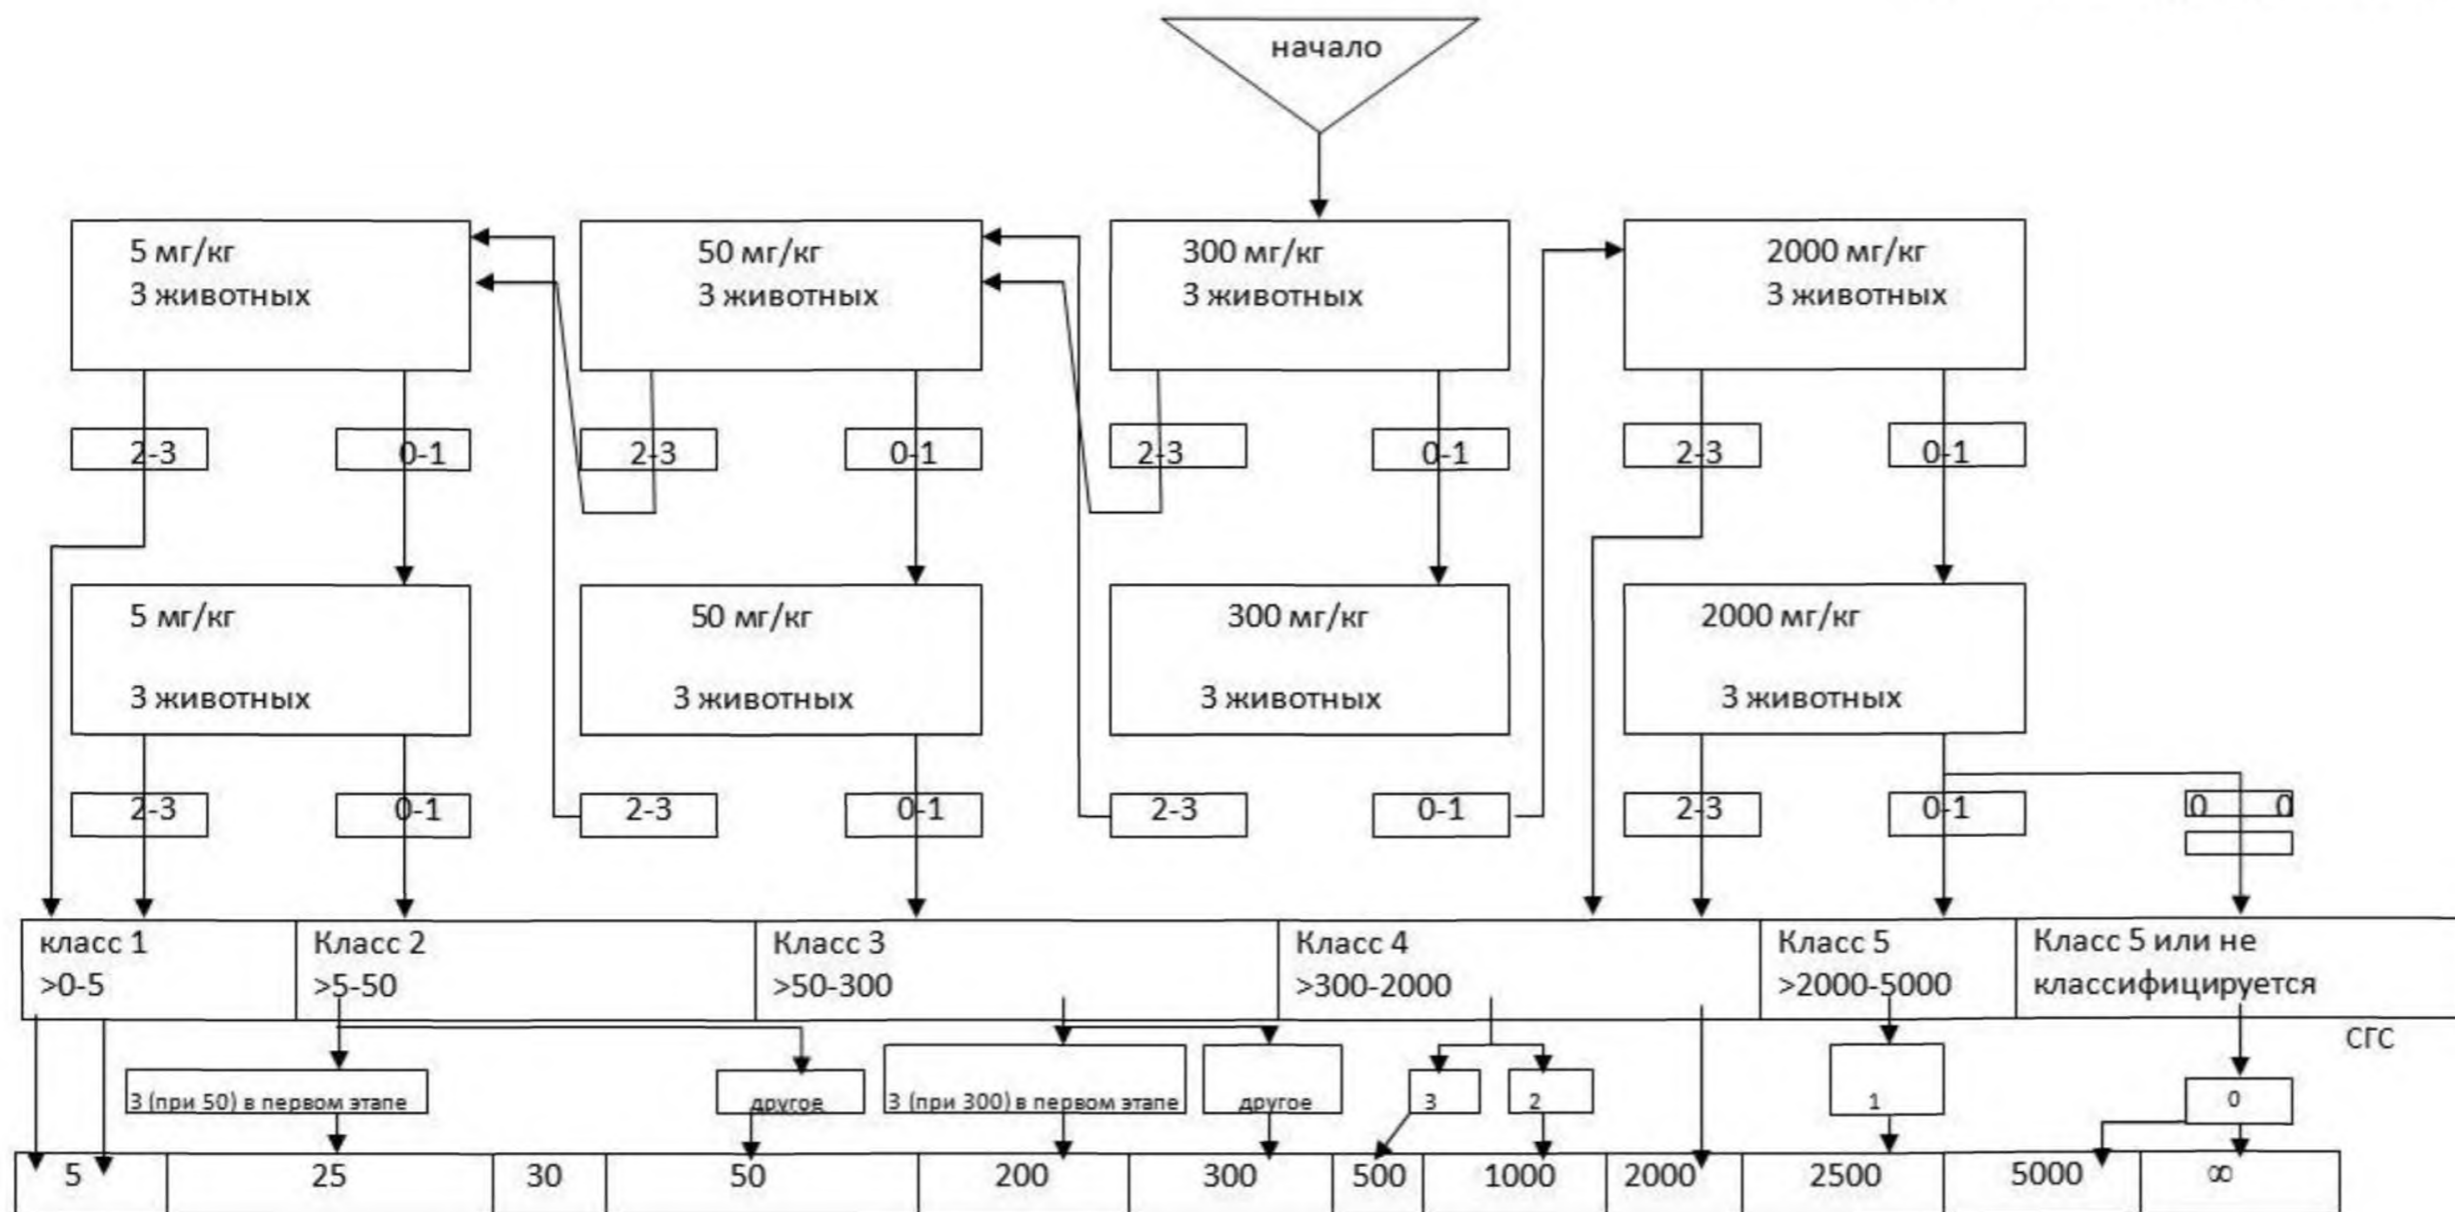 начало
5 мг/кг
3 животных
50 мг/кг
3 животных
300 мг/кг
3 животных
2000 мг/кг
3 животных
2-3
0-1
2-3
0-1
2-3
0-1
2-3
0-1
5 мг/кг
3 животных
50 мг/кг
3 животных
300 мг/кг
3 животных
2000 мг/кг
3 животных
2-3
0-1
2-3
0-1
2-3
0-1
2-3
0-1
0 0
класс 1
>0-5
Класс 2
>5-50
Класс 3
>50-300
Класс 4
>300-2000
Класс 5
>2000-5000
Класс 5 или не
классифицируется
СГС
3 (при 50) в первом этапе
другое
3 (при 300) в первом этапе
другое
3
2
1
0
5
25
30
50
200
300
500
1000
2000
2500
5000
∞